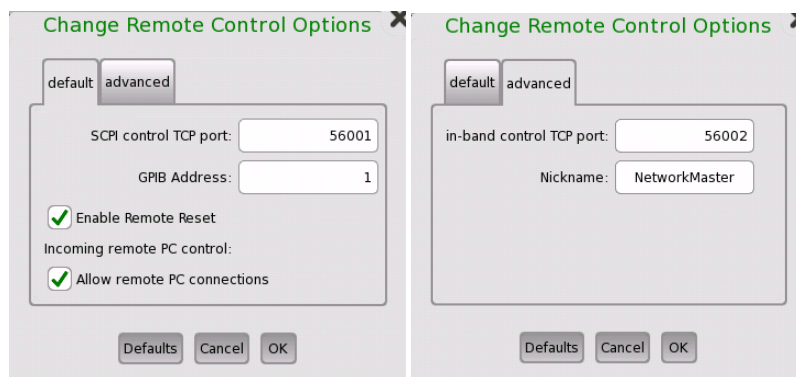 Change Remote Control Options
default advanced
SCPI control TCP port: 56001
GPIB Address: 1
Enable Remote Reset
Incoming remote PC control:
Allow remote PC connections
Defaults Cancel OK
Change Remote Control Options
default advanced
in-band control TCP port: 56002
Nickname: NetworkMaster
Defaults Cancel OK